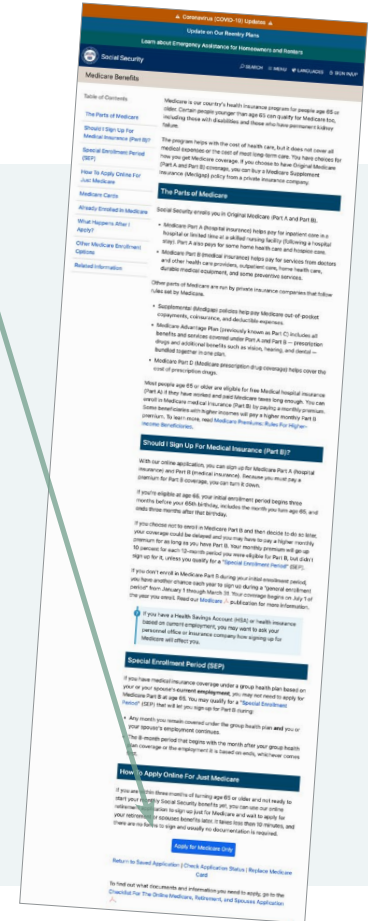 Coronavirus (COVID-19) Updates
Update on Our Reentry Plans
Learn about Emergency Assistance for Homeowners and Renters
Social Security
SEARCH MENU LANGUAGES SIGN IN/UP
Medicare Benefits
Table of Contents
The Parts of Medicare
Should I Sign Up For
Medical Insurance (Part B)?
Special Enrollment Period
(SEP)
How To Apply Online For
Just Medicare
Medicare Cards
Already Enrolled in Medicare
What Happens After I
Apply?
Other Medicare Enrollment
Options
Related Information
Medicare is our country's health insurance program for people age 65 or
older. Certain people younger than age 65 can qualify for Medicare too,
including those with disabilities and those who have permanent kidney
failure.
The program helps with the cost of health care, but it does not cover all
medical expenses or the cost of most long-term care. You have choices for
how you get Medicare coverage. If you choose to have Original Medicare
(Part A and Part B) coverage, you can buy a Medicare Supplement
Insurance (Medigap) policy from a private insurance company.
The Parts of Medicare
Social Security enrolls you in Original Medicare (Part A and Part B).
• Medicare Part A (hospital insurance) helps pay for inpatient care in a
hospital or limited time at a skilled nursing facility (following a hospital
stay). Part A also pays for some home health care and hospice care.
• Medicare Part B (medical insurance) helps pay for services from doctors
and other health care providers, outpatient care, home health care,
durable medical equipment, and some preventive services.
Other parts of Medicare are run by private insurance companies that follow
rules set by Medicare.
• Supplemental (Medigap) policies help pay Medicare out-of-pocket
copayments, coinsurance, and deductible expenses.
• Medicare Advantage Plan (previously known as Part C) includes all
benefits and services covered under Part A and Part B — prescription
drugs and additional benefits such as vision, hearing, and dental —
bundled together in one plan.
• Medicare Part D (Medicare prescription drug coverage) helps cover the
cost of prescription drugs.
Most people age 65 or older are eligible for free Medical hospital insurance
(Part A) if they have worked and paid Medicare taxes long enough. You can
enroll in Medicare medical insurance (Part B) by paying a monthly premium.
Some beneficiaries with higher incomes will pay a higher monthly Part B
premium. To learn more, read Medicare Premiums: Rules For Higher-
Income Beneficiaries.
Should I Sign Up For Medical Insurance (Part B)?
With our online application, you can sign up for Medicare Part A (hospital
insurance) and Part B (medical insurance). Because you must pay a
premium for Part B coverage, you can turn it down.
If you're eligible at age 65, your initial enrollment period begins three
months before your 65th birthday, includes the month you turn age 65, and
ends three months after that birthday.
If you choose not to enroll in Medicare Part B and then decide to do so later,
your coverage could be delayed and you may have to pay a higher monthly
premium for as long as you have Part B. Your monthly premium will go up
10 percent for each 12-month period you were eligible for Part B, but didn't
sign up for it, unless you qualify for a "Special Enrollment Period" (SEP).
If you don't enroll in Medicare Part B during your initial enrollment period,
you have another chance each year to sign up during a "general enrollment
period" from January 1 through March 31. Your coverage begins on July 1 of
the year you enroll. Read our Medicare publication for more information.
If you have a Health Savings Account (HSA) or health insurance
based on current employment, you may want to ask your
personnel office or insurance company how signing up for
Medicare will affect you.
Special Enrollment Period (SEP)
If you have medical insurance coverage under a group health plan based on
your or your spouse's current employment, you may not need to apply for
Medicare Part B at age 65. You may qualify for a "Special Enrollment
Period" (SEP) that will let you sign up for Part B during:
• Any month you remain covered under the group health plan and you or
your spouse's employment continues.
• The 8-month period that begins with the month after your group health
plan coverage or the employment it is based on ends, whichever comes
first.
How To Apply Online For Just Medicare
If you are within three months of turning age 65 or older and not ready to
start your monthly Social Security benefits yet, you can use our online
retirement application to sign up just for Medicare and wait to apply for
your retirement or spouses benefits later. It takes less than 10 minutes, and
there are no forms to sign and usually no documentation is required.
Apply for Medicare Only
Return to Saved Application | Check Application Status | Replace Medicare
Card
To find out what documents and information you need to apply, go to the
Checklist For The Online Medicare, Retirement, and Spouses Application